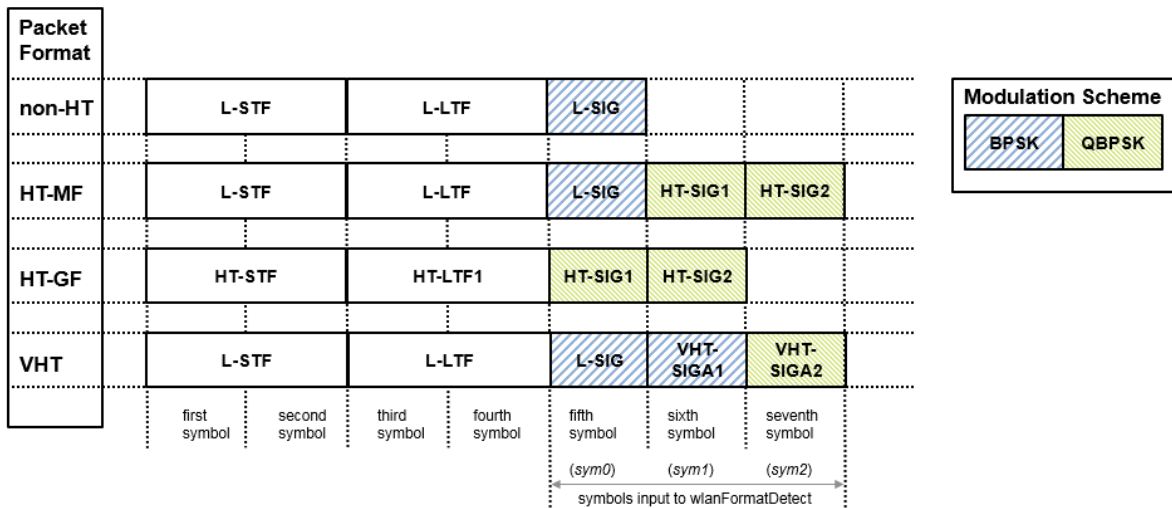 Packet
Format
non-HT
L-STF
L-LTF
L-SIG
HT-MF
L-STF
L-LTF
L-SIG
HT-SIG1
HT-SIG2
HT-GF
HT-STF
HT-LTF1
HT-SIG1
HT-SIG2
VHT
L-STF
L-LTF
L-SIG
VHT-
SIGA1
VHT-
SIGA2
first
symbol
second
symbol
third
symbol
fourth
symbol
fifth
symbol
sixth
symbol
seventh
symbol
(sym0)
(sym1)
(sym2)
symbols input to wlanFormatDetect
Modulation Scheme
BPSK
QBPSK